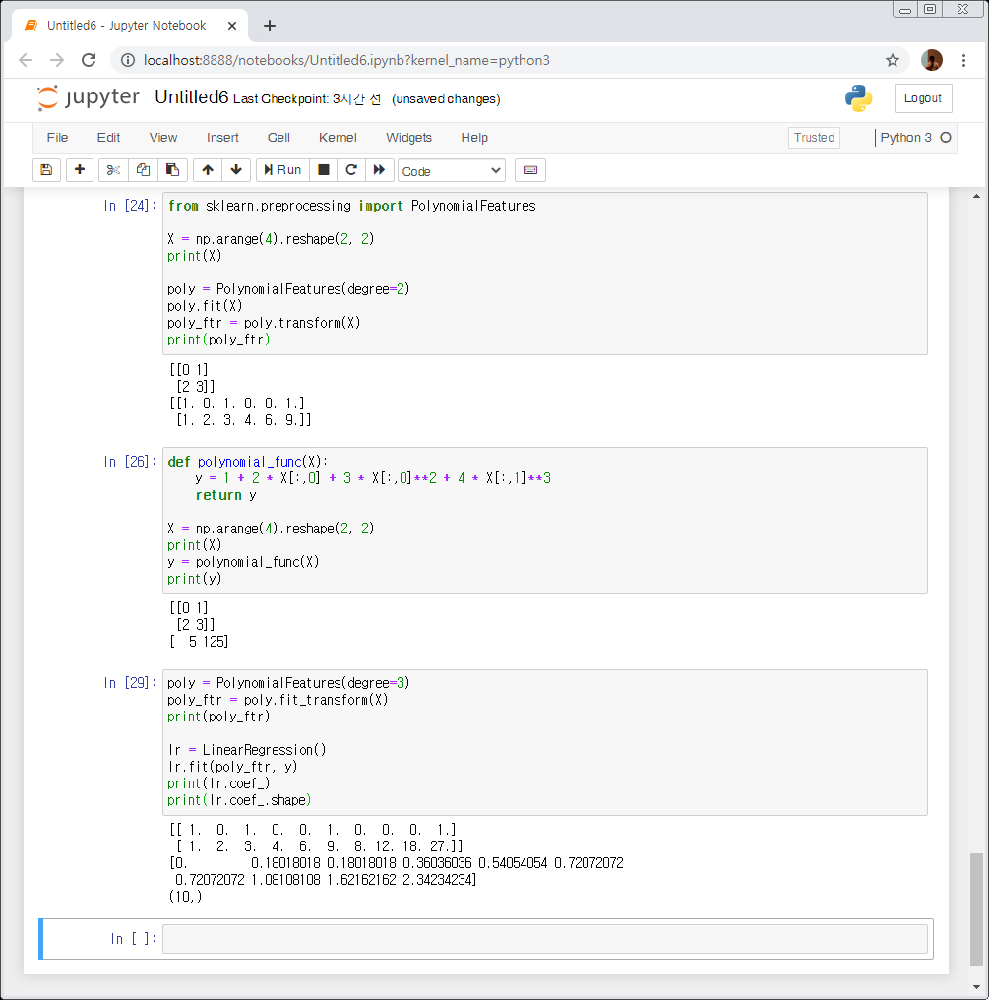 Untitled6 - Jupyter Notebook
localhost:8888/notebooks/Untitled6.ipynb?kernel_name=python3
jupyter Untitled6 Last Checkpoint: 3시간 전 (unsaved changes)
Logout
File Edit View Insert Cell Kernel Widgets Help Trusted Python 3
Run Code
In [24]: from sklearn.preprocessing import PolynomialFeatures
X = np.arange(4).reshape(2, 2)
print(X)
poly = PolynomialFeatures(degree=2)
poly.fit(X)
poly_ftr = poly.transform(X)
print(poly_ftr)
[[0 1]
 [2 3]]
[[1. 0. 1. 0. 0. 1.]
 [1. 2. 3. 4. 6. 9.]]
In [26]: def polynomial_func(X):
    y = 1 + 2 * X[:,0] + 3 * X[:,0]**2 + 4 * X[:,1]**3
    return y
X = np.arange(4).reshape(2, 2)
print(X)
y = polynomial_func(X)
print(y)
[[0 1]
 [2 3]]
[  5 125]
In [29]: poly = PolynomialFeatures(degree=3)
poly_ftr = poly.fit_transform(X)
print(poly_ftr)
lr = LinearRegression()
lr.fit(poly_ftr, y)
print(lr.coef_)
print(lr.coef_.shape)
[[ 1.  0.  1.  0.  0.  1.  0.  0.  0.  1.]
 [ 1.  2.  3.  4.  6.  9.  8. 12. 18. 27.]]
[0.         0.18018018 0.18018018 0.36036036 0.54054054 0.72072072
 0.72072072 1.08108108 1.62162162 2.34234234]
(10,)
In [ ]: